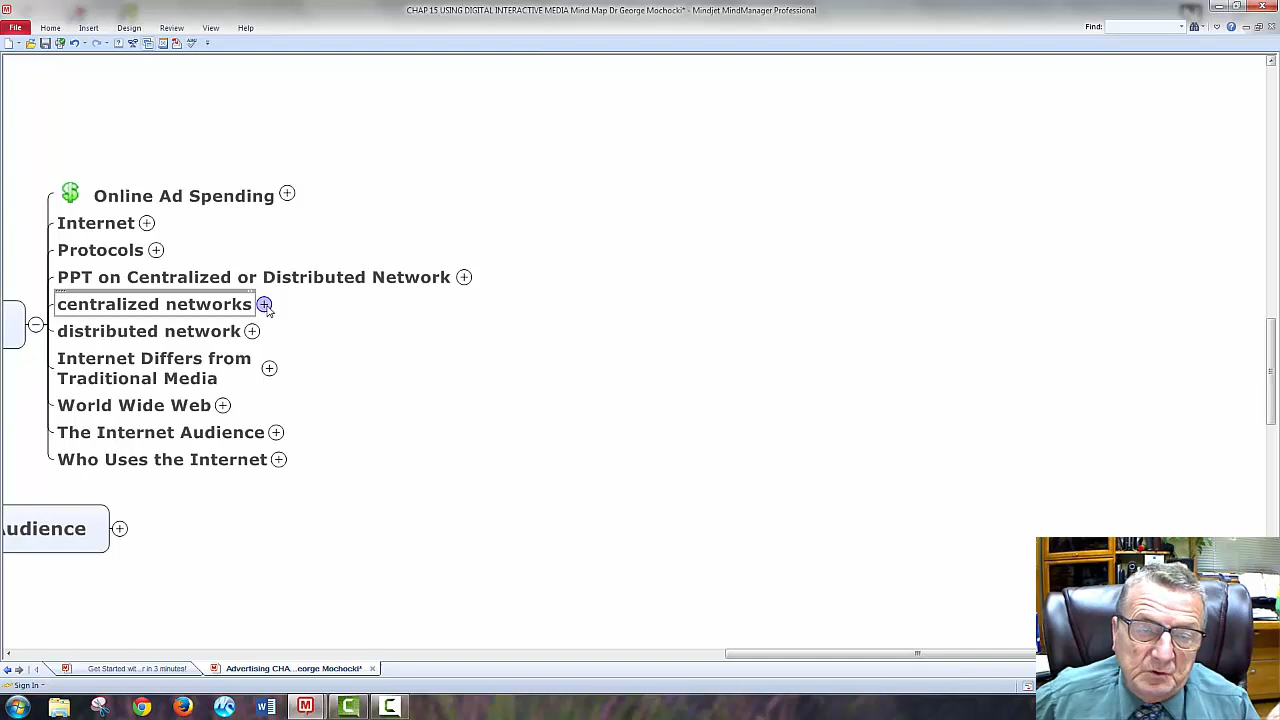 CHAP 15 USING DIGITAL INTERACTIVE MEDIA Mind Map Dr George Mochocki* - Mindjet MindManager Professional
File Home Insert Design Review View Help Find:
Online Ad Spending
Internet
Protocols
PPT on Centralized or Distributed Network
centralized networks
distributed network
Internet Differs from
Traditional Media
World Wide Web
The Internet Audience
Who Uses the Internet
Audience
Get Started wit...r in 3 minutes! Advertising CHA...eorge Mochocki*
Sign In